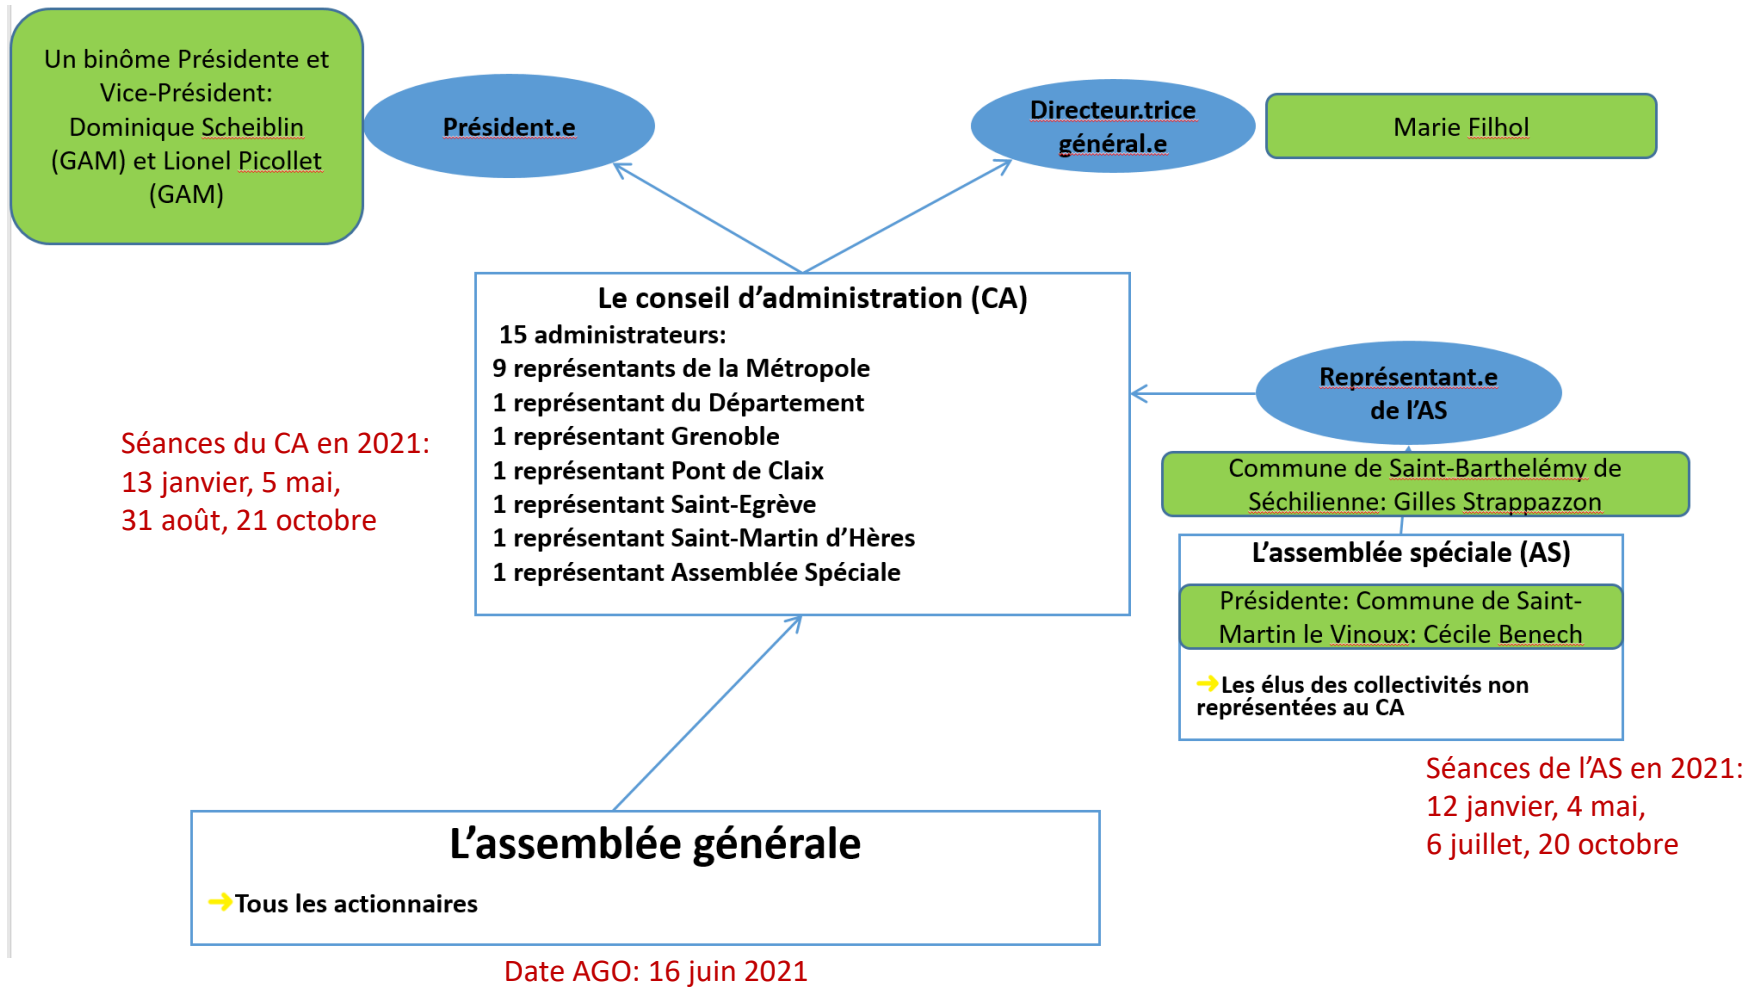 Un binôme Présidente et
Vice-Président:
Dominique Scheiblin
(GAM) et Lionel Picollet
(GAM)
Président.e
Directeur.trice
général.e
Marie Filhol
Le conseil d’administration (CA)
15 administrateurs:
9 représentants de la Métropole
1 représentant du Département
1 représentant Grenoble
1 représentant Pont de Claix
1 représentant Saint-Egrève
1 représentant Saint-Martin d’Hères
1 représentant Assemblée Spéciale
Séances du CA en 2021:
13 janvier, 5 mai,
31 août, 21 octobre
Représentant.e
de l’AS
Commune de Saint-Barthelémy de
Séchilienne: Gilles Strappazzon
L’assemblée spéciale (AS)
Présidente: Commune de Saint-
Martin le Vinoux: Cécile Benech
➜Les élus des collectivités non
représentées au CA
Séances de l’AS en 2021:
12 janvier, 4 mai,
6 juillet, 20 octobre
L’assemblée générale
➜Tous les actionnaires
Date AGO: 16 juin 2021